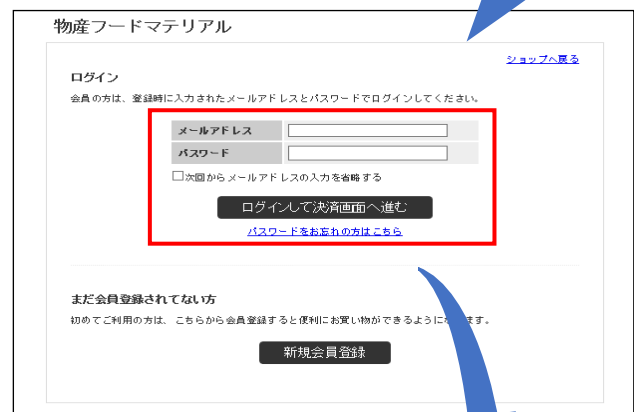 物産フードマテリアル
ショップへ戻る
ログイン
会員の方は、登録時に入力されたメールアドレスとパスワードでログインしてください。
メールアドレス
パスワード
次回からメールアドレスの入力を省略する
ログインして決済画面へ進む
パスワードをお忘れの方はこちら
まだ会員登録されてない方
初めてご利用の方は、こちらから会員登録すると便利にお買い物ができるようになります。
新規会員登録